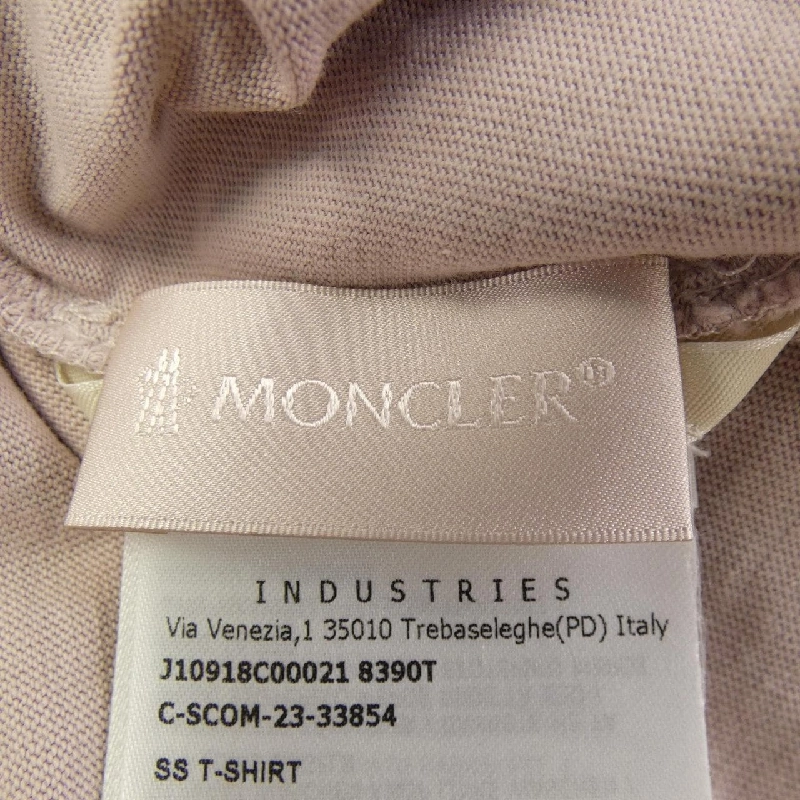 MONCLER®
INDUSTRIES
Via Venezia,1 35010 Trebaseleghe(PD) Italy
J10918C00021 8390T
C-SCOM-23-33854
SS T-SHIRT